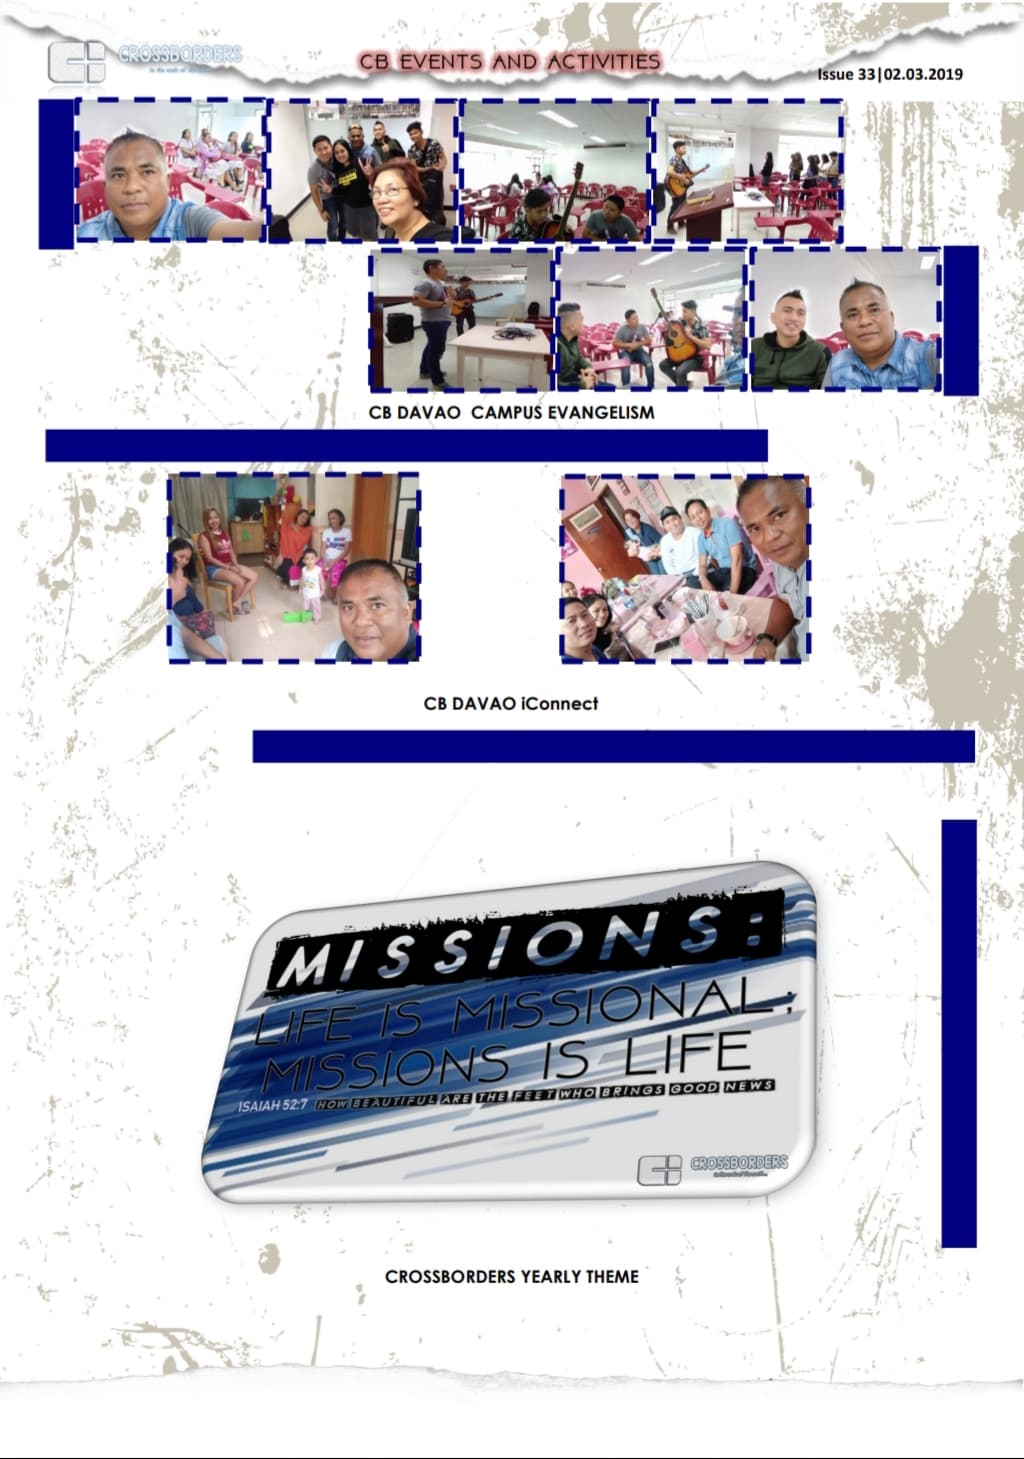 CROSSBORDERS
CB EVENTS AND ACTIVITIES
Issue 33|02.03.2019
CB DAVAO CAMPUS EVANGELISM
CB DAVAO iConnect
MISSIONS:
LIFE IS MISSIONAL;
MISSIONS IS LIFE
ISAIAH 52:7 HOW BEAUTIFUL ARE THE FEET WHO BRINGS GOOD NEWS
CROSSBORDERS
CROSSBORDERS YEARLY THEME